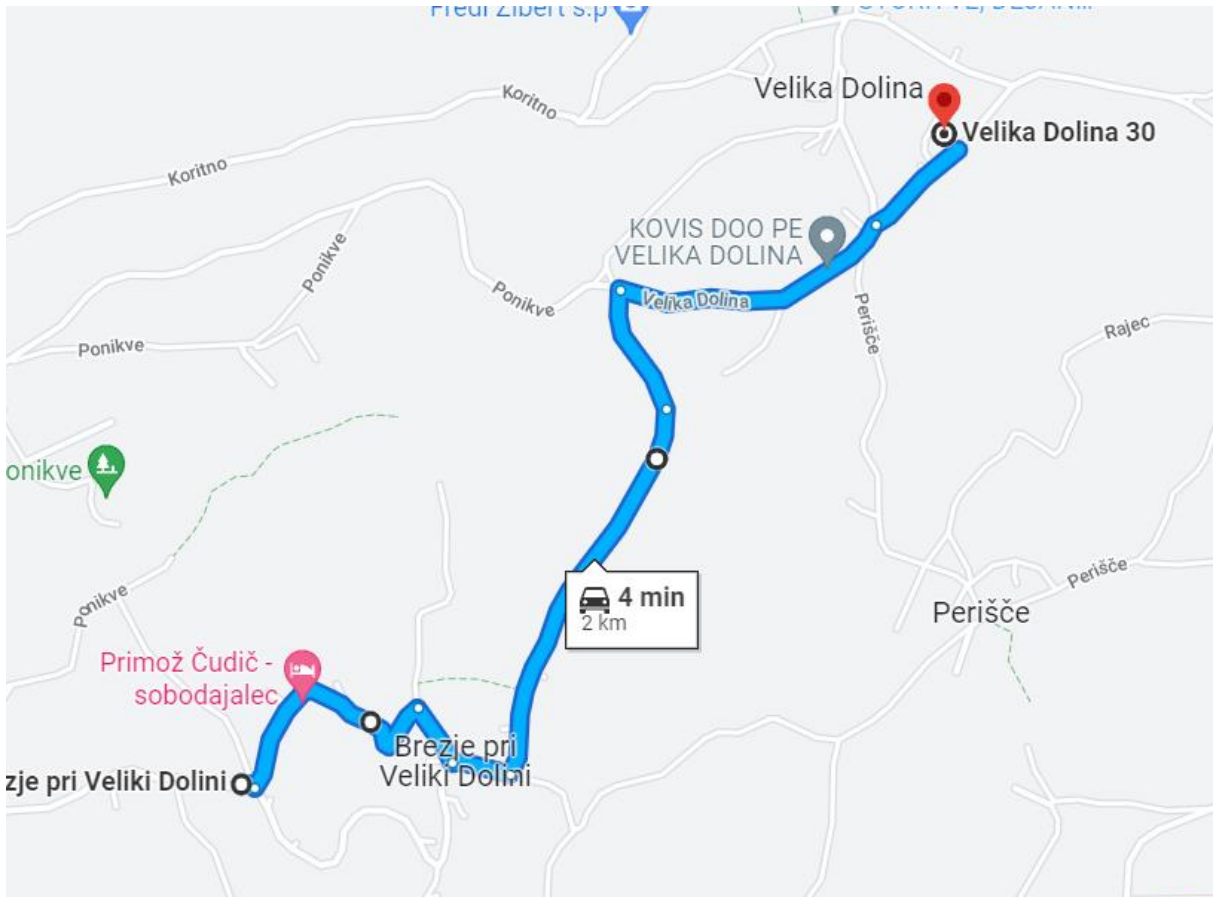 Fredi Žibert s.p
Velika Dolina
Velika Dolina 30
Koritno
Koritno
KOVIS DOO PE
VELIKA DOLINA
Ponikve
Ponikve
Velika Dolina
Perišče
Rajec
Ponikve
onikve
4 min
2 km
Perišče
Ponikve
Perišče
Primož Čudič -
sobodajalec
Brezje pri
Veliki Dolini
zje pri Veliki Dolini